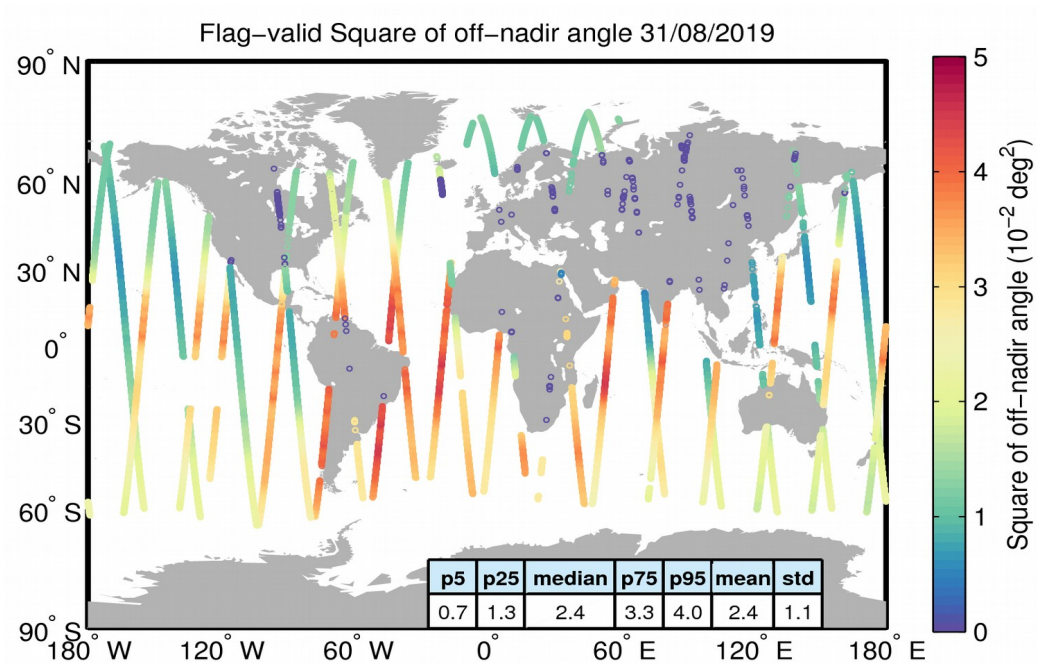 Flag−valid Square of off−nadir angle 31/08/2019
90° N
60° N
30° N
0°
30° S
60° S
90° S
180° W
120° W
60° W
0°
60° E
120° E
180° E
5
4
3
2
1
0
Square of off−nadir angle (10⁻² deg²)
p5 p25 median p75 p95 mean std
0.7 1.3 2.4 3.3 4.0 2.4 1.1